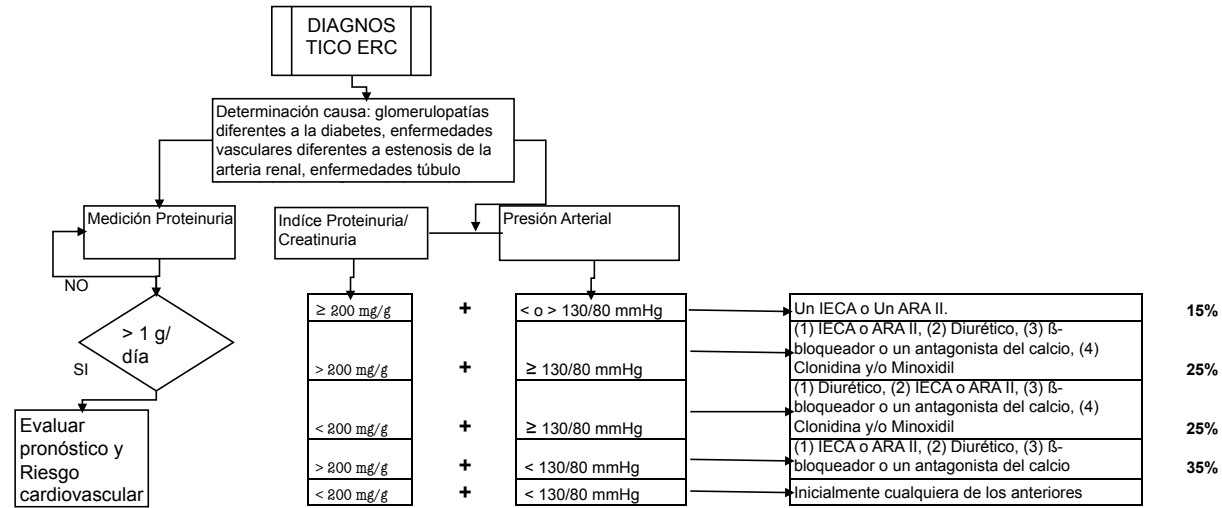 DIAGNOS
TICO ERC
Determinación causa: glomerulopatías
diferentes a la diabetes, enfermedades
vasculares diferentes a estenosis de la
arteria renal, enfermedades túbulo
Medición Proteinuria
Indíce Proteinuria/
Creatinuria
Presión Arterial
NO
> 1 g/
día
SI
Evaluar
pronóstico y
Riesgo
cardiovascular
≥ 200 mg/g + < o > 130/80 mmHg Un IECA o Un ARA II. 15%
(1) IECA o ARA II, (2) Diurético, (3) ß-
bloqueador o un antagonista del calcio, (4)
> 200 mg/g + ≥ 130/80 mmHg Clonidina y/o Minoxidil 25%
(1) Diurético, (2) IECA o ARA II, (3) ß-
bloqueador o un antagonista del calcio, (4)
< 200 mg/g + ≥ 130/80 mmHg Clonidina y/o Minoxidil 25%
(1) IECA o ARA II, (2) Diurético, (3) ß-
> 200 mg/g + < 130/80 mmHg bloqueador o un antagonista del calcio 35%
< 200 mg/g + < 130/80 mmHg Inicialmente cualquiera de los anteriores